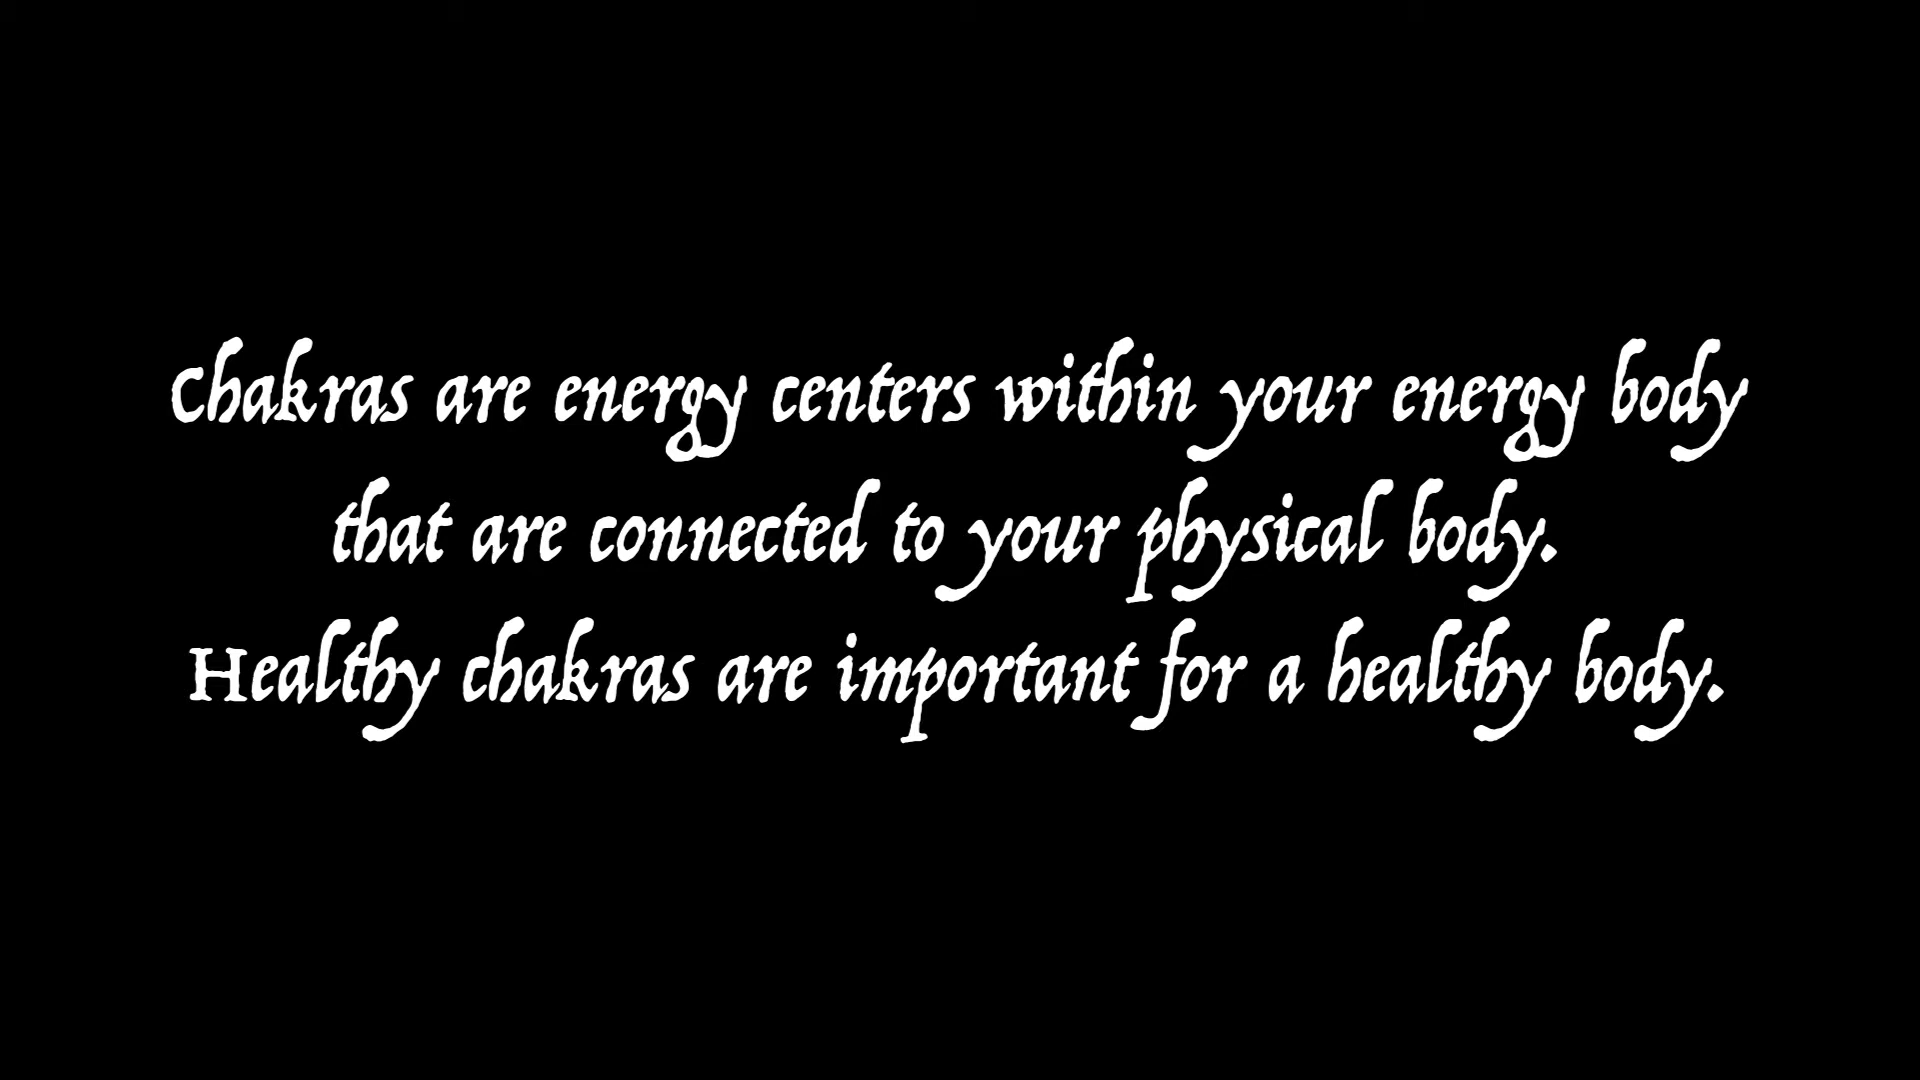 Chakras are energy centers within your energy body
that are connected to your physical body.
Healthy chakras are important for a healthy body.